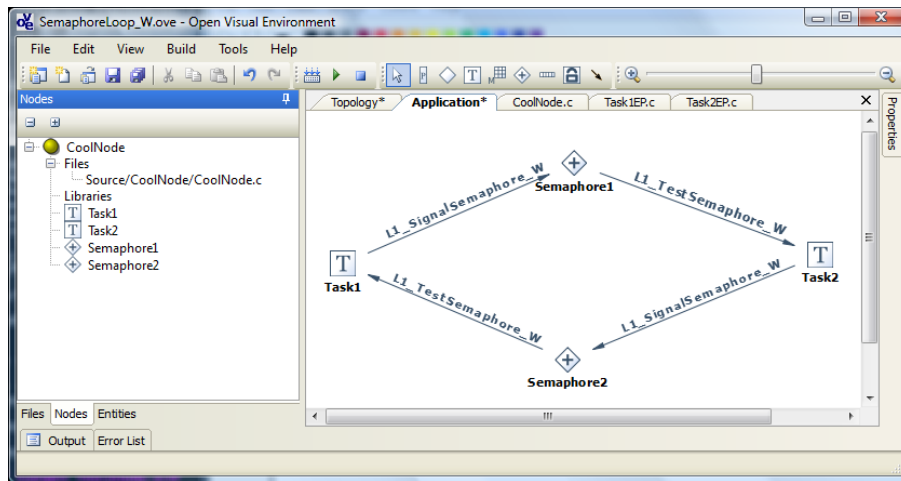 SemaphoreLoop_W.ove - Open Visual Environment
File Edit View Build Tools Help
Nodes
Topology* Application* CoolNode.c Task1EP.c Task2EP.c
Properties
CoolNode
Files
Source/CoolNode/CoolNode.c
Libraries
T Task1
T Task2
Semaphore1
Semaphore2
Semaphore1
L1_SignalSemaphore_W
L1_TestSemaphore_W
T
Task1
T
Task2
L1_TestSemaphore_W
L1_SignalSemaphore_W
Semaphore2
Files Nodes Entities
Output Error List